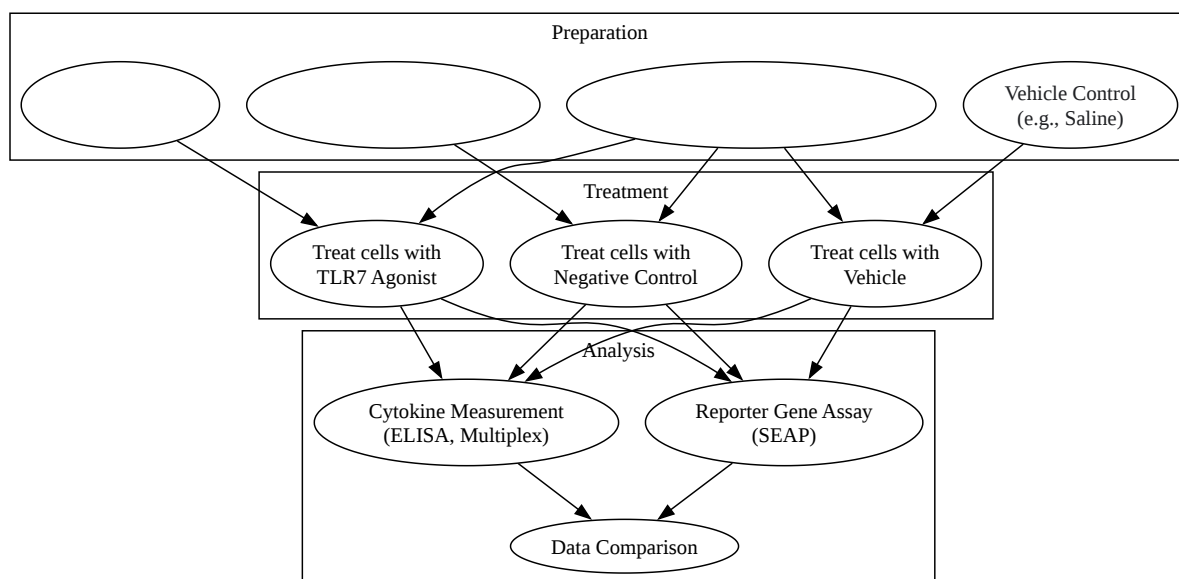 Preparation
Vehicle Control
(e.g., Saline)
Treatment
Treat cells with
TLR7 Agonist
Treat cells with
Negative Control
Treat cells with
Vehicle
Analysis
Cytokine Measurement
(ELISA, Multiplex)
Reporter Gene Assay
(SEAP)
Data Comparison